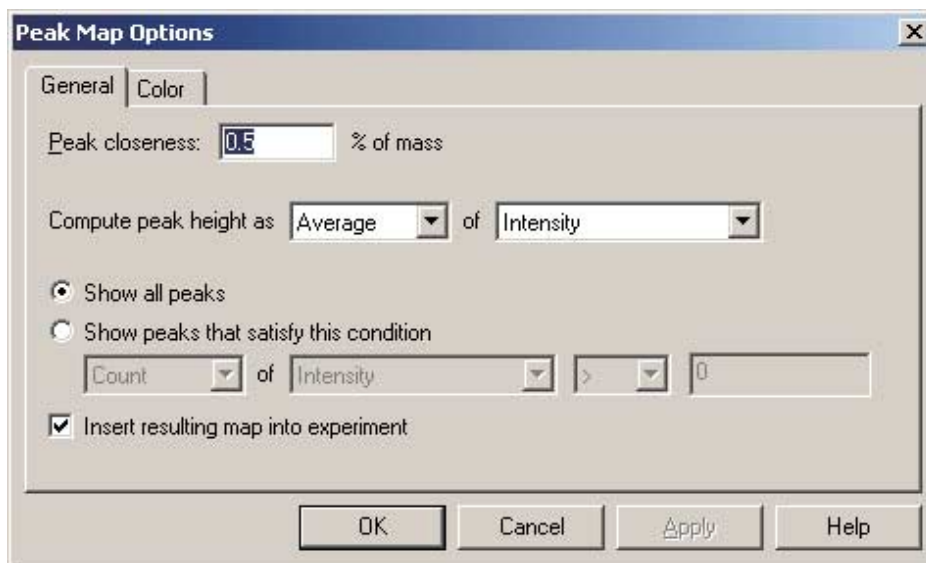 Peak Map Options
General Color
Peak closeness: 0.5 % of mass
Compute peak height as Average of Intensity
Show all peaks
Show peaks that satisfy this condition
Count of Intensity > 0
Insert resulting map into experiment
OK Cancel Apply Help